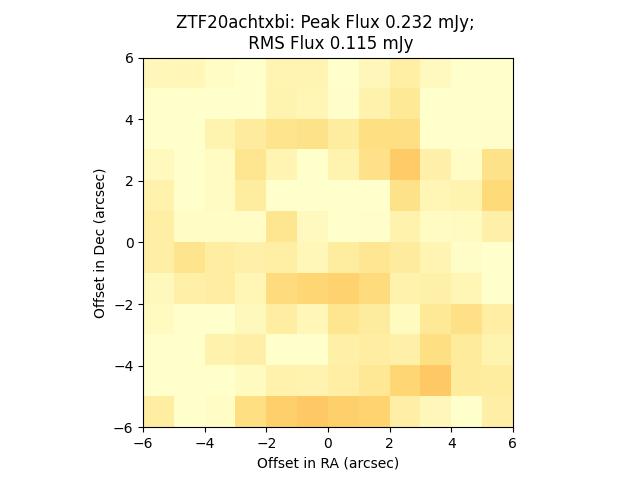 ZTF20achtxbi: Peak Flux 0.232 mJy;
RMS Flux 0.115 mJy
6
4
2
0
−2
−4
−6
Offset in Dec (arcsec)
−6 −4 −2 0 2 4 6
Offset in RA (arcsec)